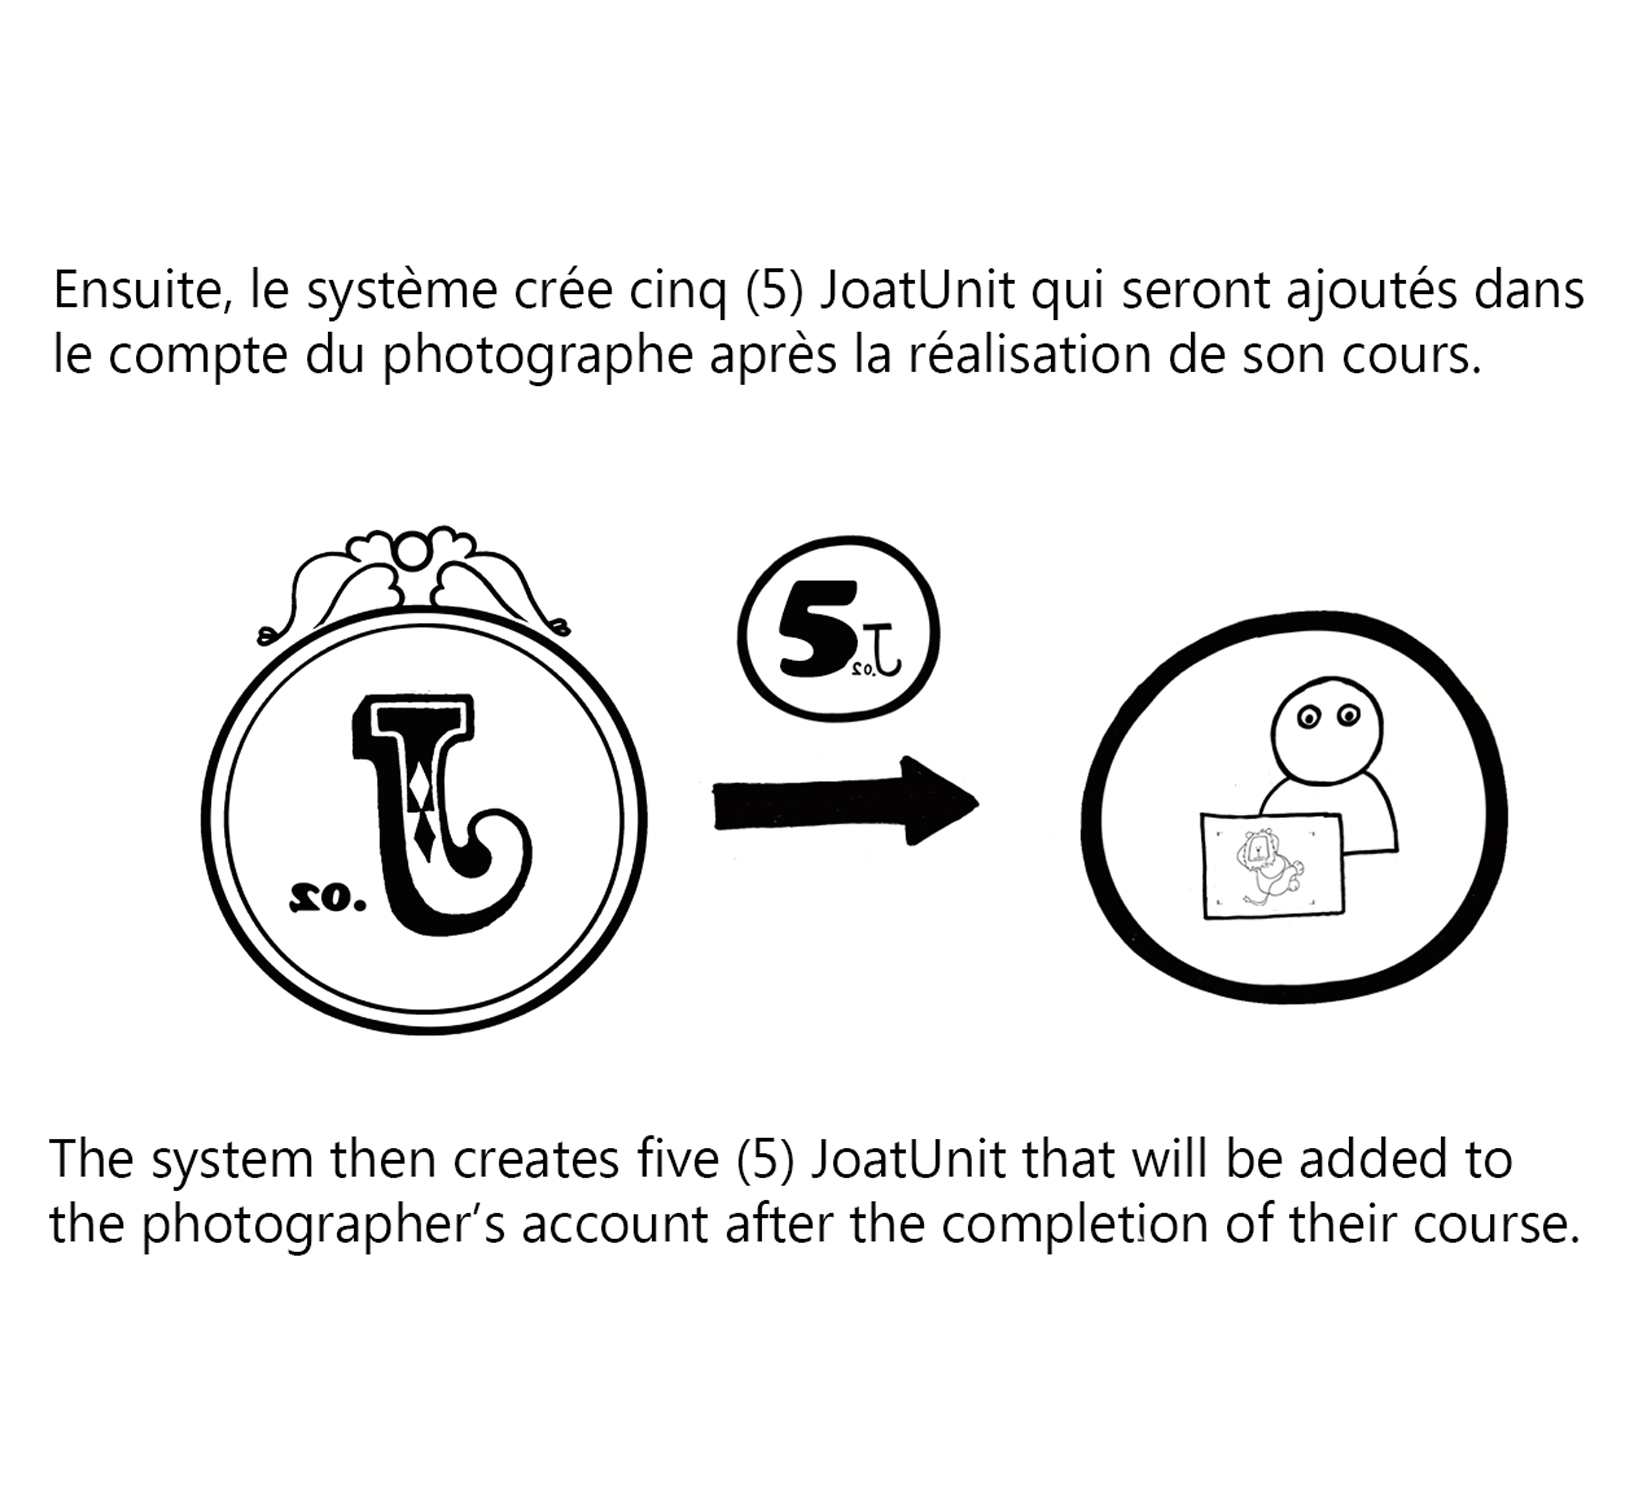 Ensuite, le système crée cinq (5) JoatUnit qui seront ajoutés dans
le compte du photographe après la réalisation de son cours.
J
5 J
The system then creates five (5) JoatUnit that will be added to
the photographer's account after the completion of their course.